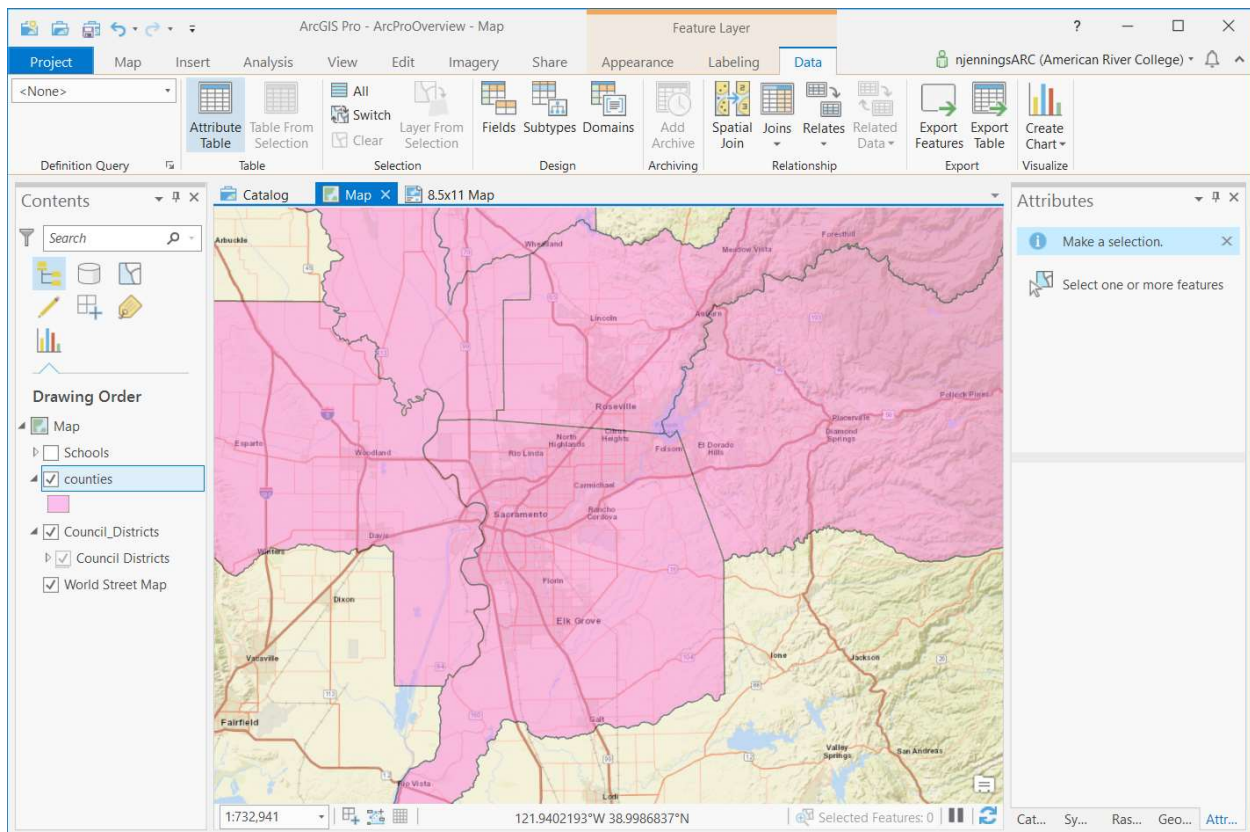 ArcGIS Pro - ArcProOverview - Map
Feature Layer
?
Project Map Insert Analysis View Edit Imagery Share Appearance Labeling Data
njenningsARC (American River College)
<None>
Definition Query
Attribute Table
Table From Selection
Table
All
Switch
Clear
Layer From Selection
Selection
Fields Subtypes Domains
Design
Add Archive
Archiving
Spatial Join
Joins
Relates
Related Data
Relationship
Export Features
Export Table
Export
Create Chart
Visualize
Contents
Search
Drawing Order
Map
Schools
counties
Council_Districts
Council Districts
World Street Map
Catalog
Map
8.5x11 Map
Arbuckle
Wheatland
Meadow Vista
Foresthill
Lincoln
Auburn
Pollock Pines
Roseville
Placerville
Diamond Springs
Esparto
Woodland
North Highlands
Citrus Heights
Rio Linda
Folsom
El Dorado Hills
Carmichael
Sacramento
Rancho Cordova
Davis
Winters
Florin
Dixon
Elk Grove
Vacaville
Ione
Jackson
Fairfield
Galt
Valley Springs
San Andreas
Rio Vista
Lodi
1:732,941
121.9402193°W 38.9986837°N
Selected Features: 0
Attributes
Make a selection.
Select one or more features
Cat... Sy... Ras... Geo... Attr...